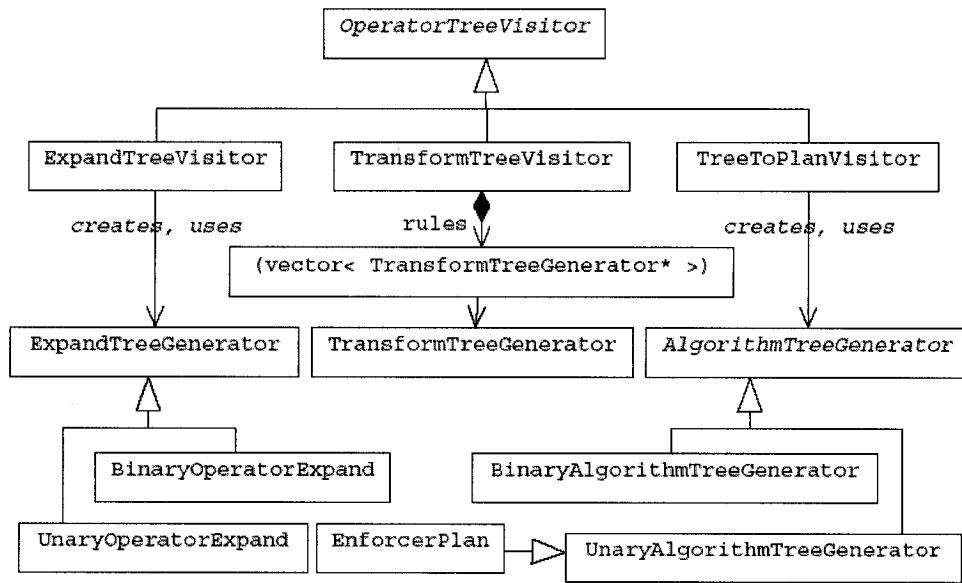 OperatorTreeVisitor
ExpandTreeVisitor
TransformTreeVisitor
TreeToPlanVisitor
creates, uses
rules
creates, uses
(vector< TransformTreeGenerator* >)
ExpandTreeGenerator
TransformTreeGenerator
AlgorithmTreeGenerator
BinaryOperatorExpand
BinaryAlgorithmTreeGenerator
UnaryOperatorExpand
EnforcerPlan
UnaryAlgorithmTreeGenerator